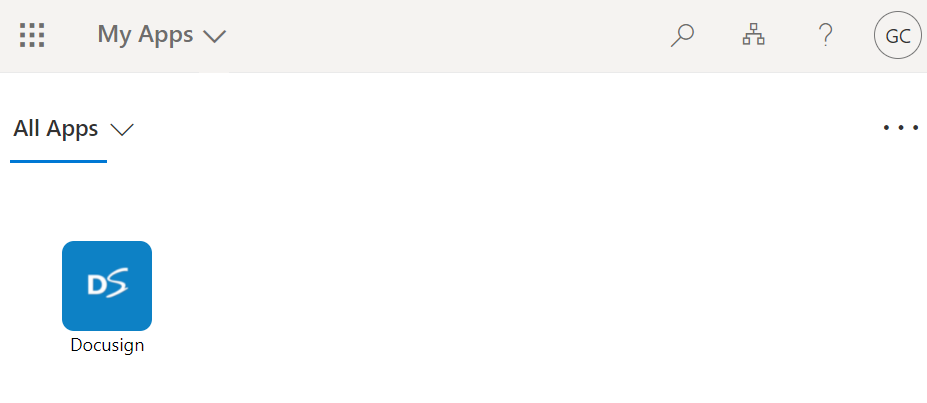 My Apps
GC
All Apps
DS
Docusign